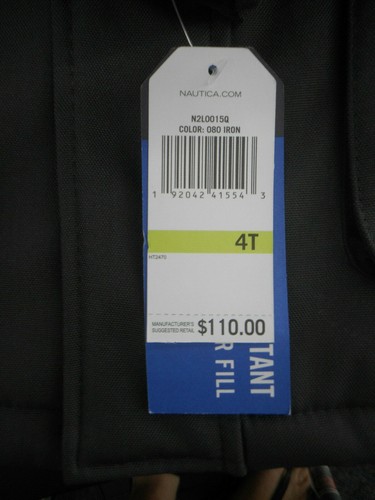 NAUTICA.COM
N2L0015Q
COLOR: 080 IRON
1 92042 41554 3
4T
MANUFACTURER'S
SUGGESTED RETAIL $110.00
TANT
R FILL